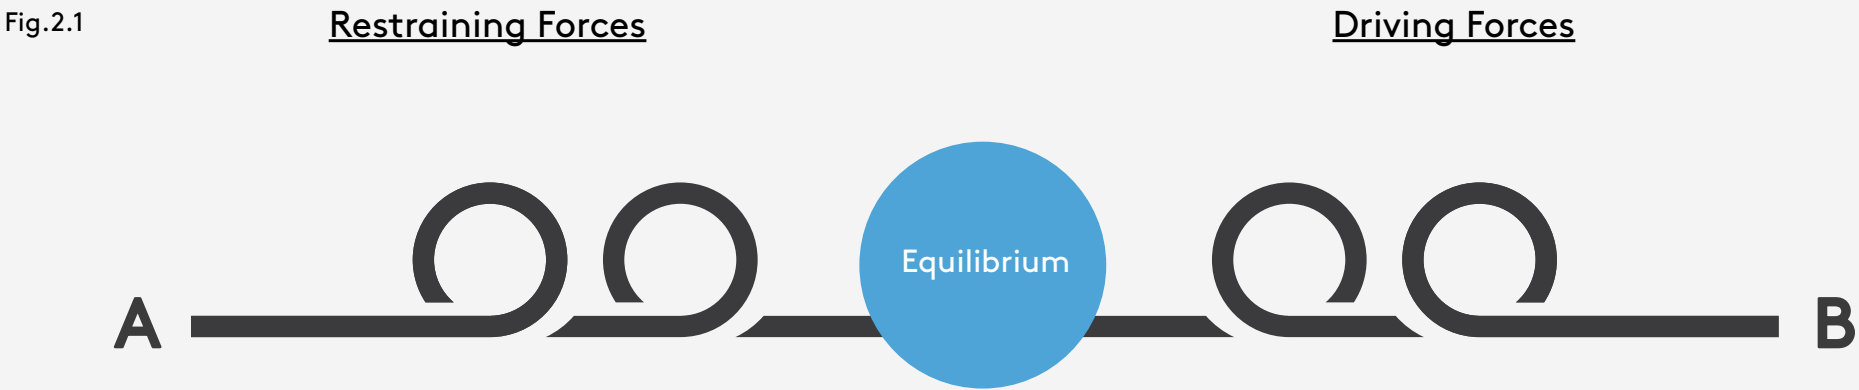 Fig.2.1
Restraining Forces
Driving Forces
Equilibrium
A
B